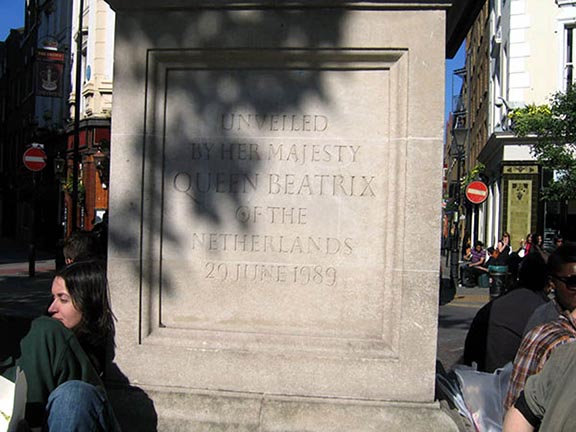 UNVEILED
BY HER MAJESTY
QUEEN BEATRIX
OF THE
NETHERLANDS
29 JUNE 1989